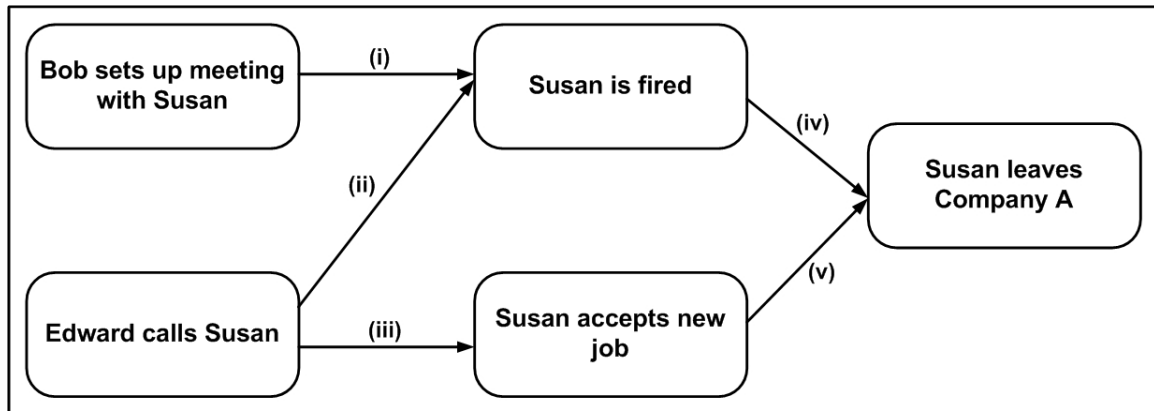 Bob sets up meeting
with Susan
(i)
Susan is fired
(ii)
(iv)
Susan leaves
Company A
Edward calls Susan
(iii)
Susan accepts new
job
(v)